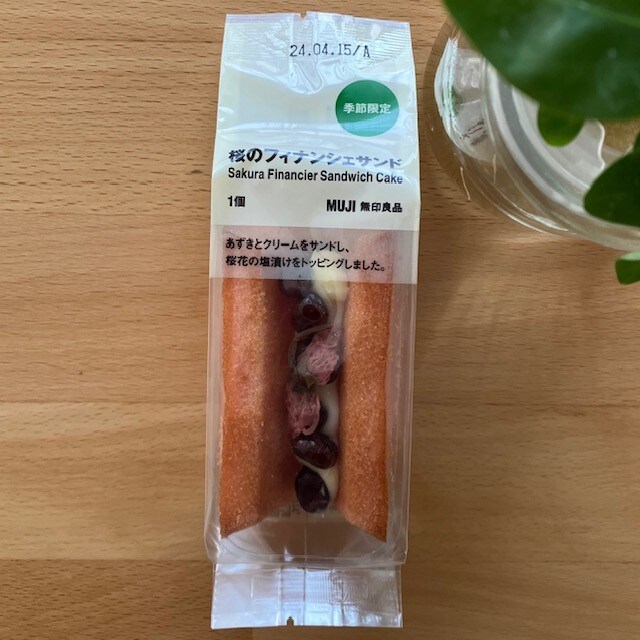 24.04.15/A
季節限定
桜のフィナンシェサンド
Sakura Financier Sandwich Cake
1個
MUJI 無印良品
あずきとクリームをサンドし、
桜花の塩漬けをトッピングしました。